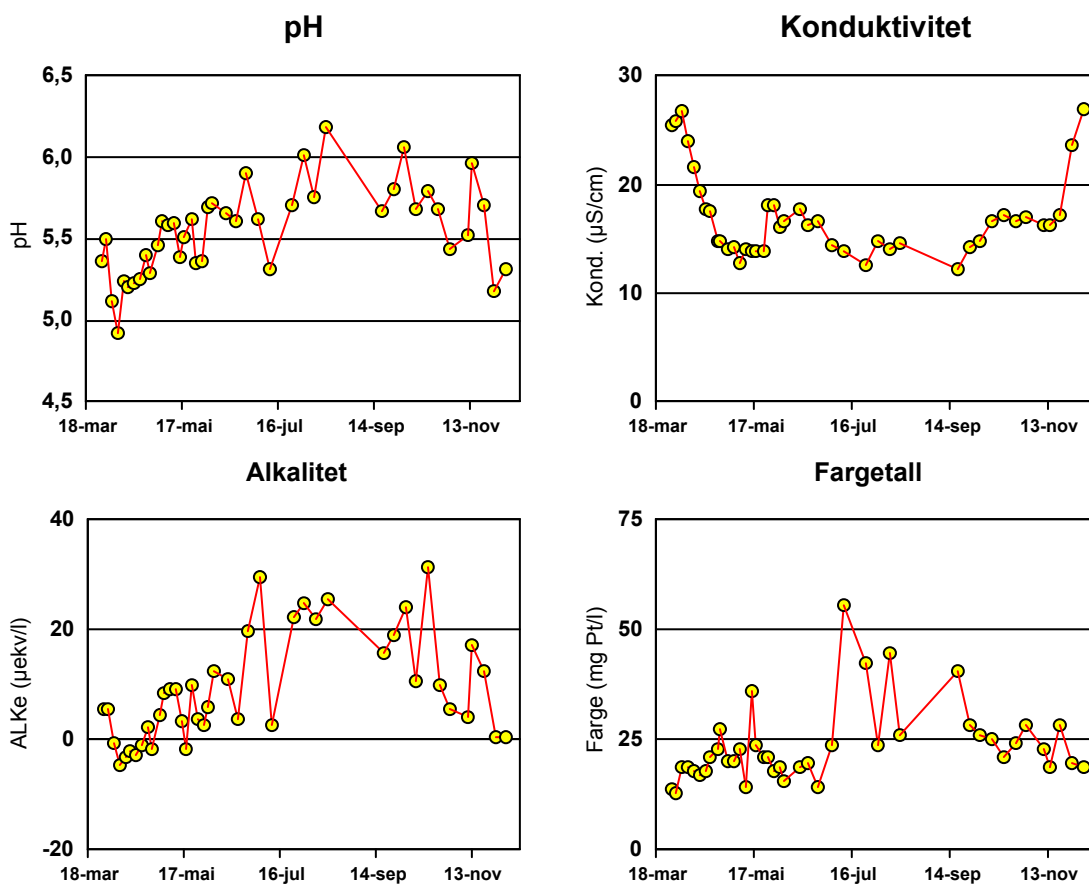 pH
6,5
6,0
5,5
5,0
4,5
pH
18-mar 17-mai 16-jul 14-sep 13-nov
Konduktivitet
30
20
10
0
Kond. (µS/cm)
18-mar 17-mai 16-jul 14-sep 13-nov
Alkalitet
40
20
0
-20
ALKe (µekv/l)
18-mar 17-mai 16-jul 14-sep 13-nov
Fargetall
75
50
25
0
Farge (mg Pt/l)
18-mar 17-mai 16-jul 14-sep 13-nov